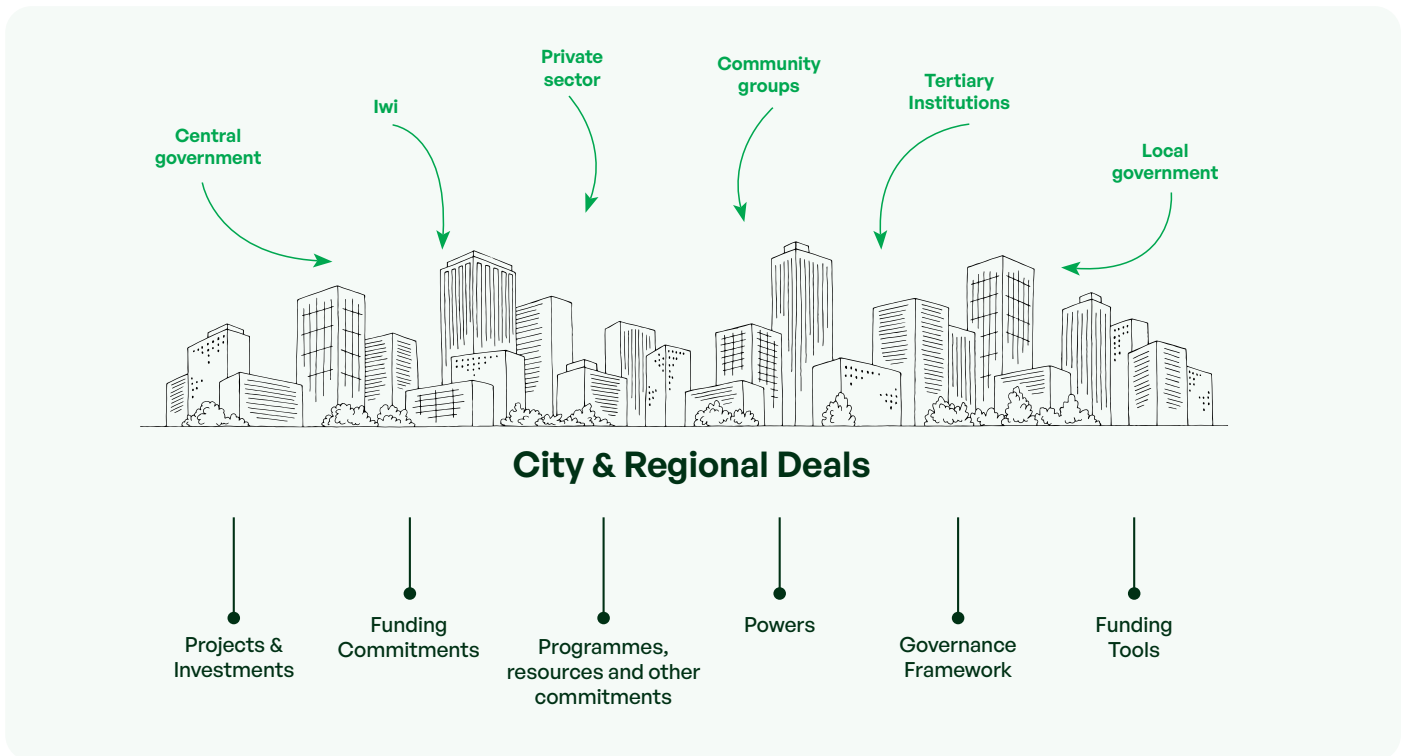 Private
sector
Community
groups
Tertiary
Institutions
Iwi
Central
government
Local
government
City & Regional Deals
Projects &
Investments
Funding
Commitments
Programmes,
resources and other
commitments
Powers
Governance
Framework
Funding
Tools